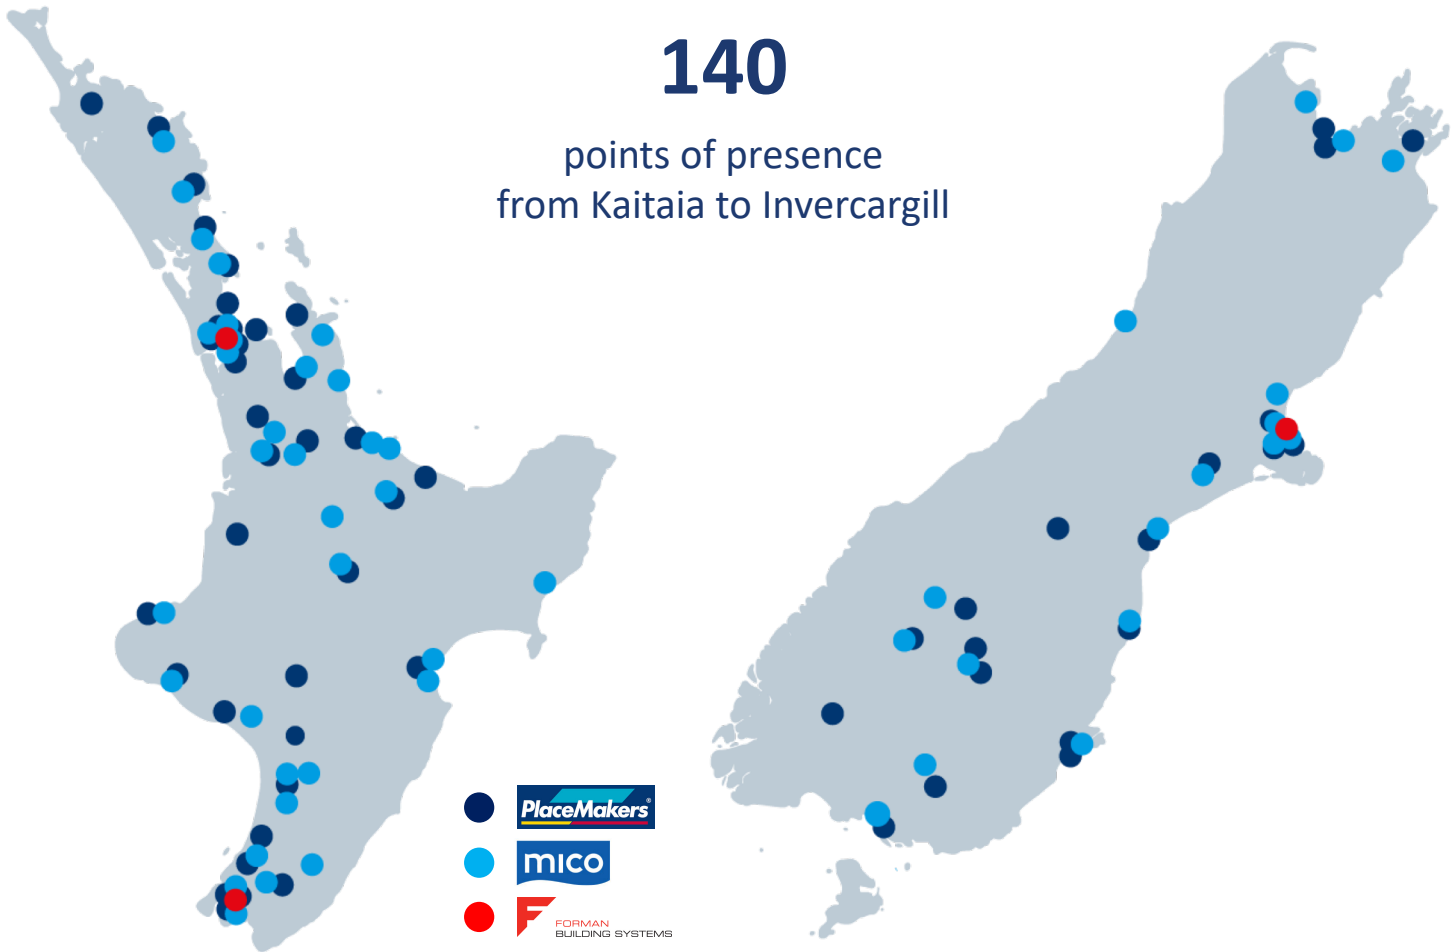 140
points of presence
from Kaitaia to Invercargill
PlaceMakers®
mico
FORMAN
BUILDING SYSTEMS